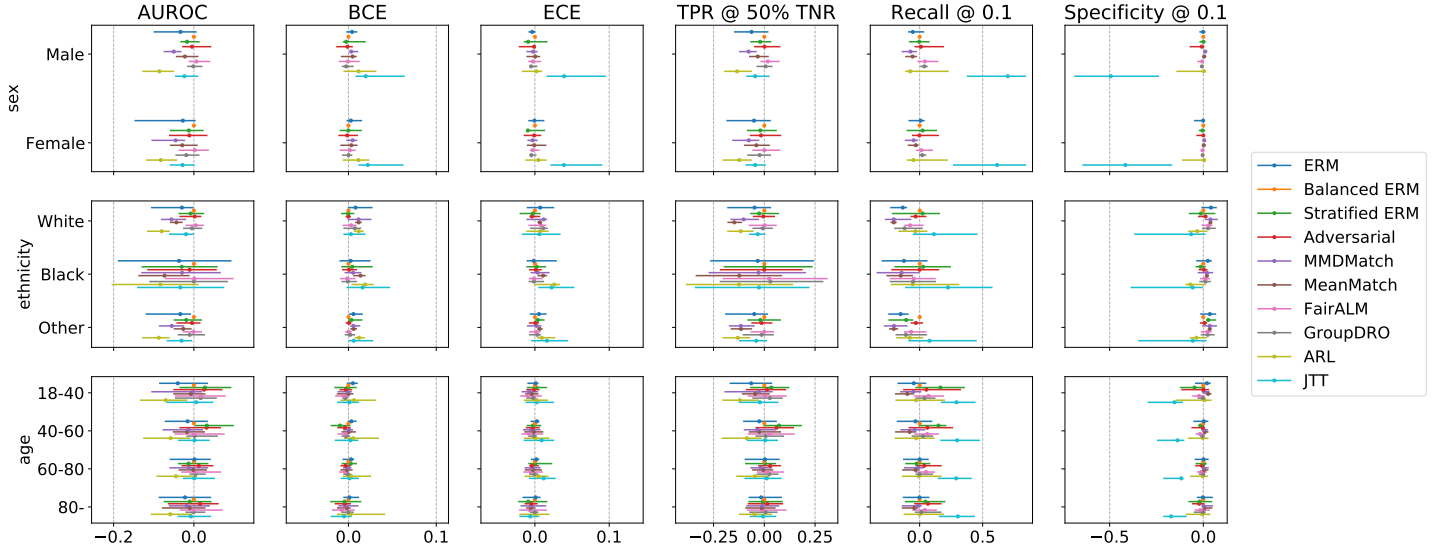 AUROC BCE ECE TPR @ 50% TNR Recall @ 0.1 Specificity @ 0.1
sex
Male
Female
ethnicity
White
Black
Other
age
18-40
40-60
60-80
80-
−0.2 0.0 0.0 0.1 0.0 0.1 −0.25 0.00 0.25 0.0 0.5 −0.5 0.0
ERM
Balanced ERM
Stratified ERM
Adversarial
MMDMatch
MeanMatch
FairALM
GroupDRO
ARL
JTT